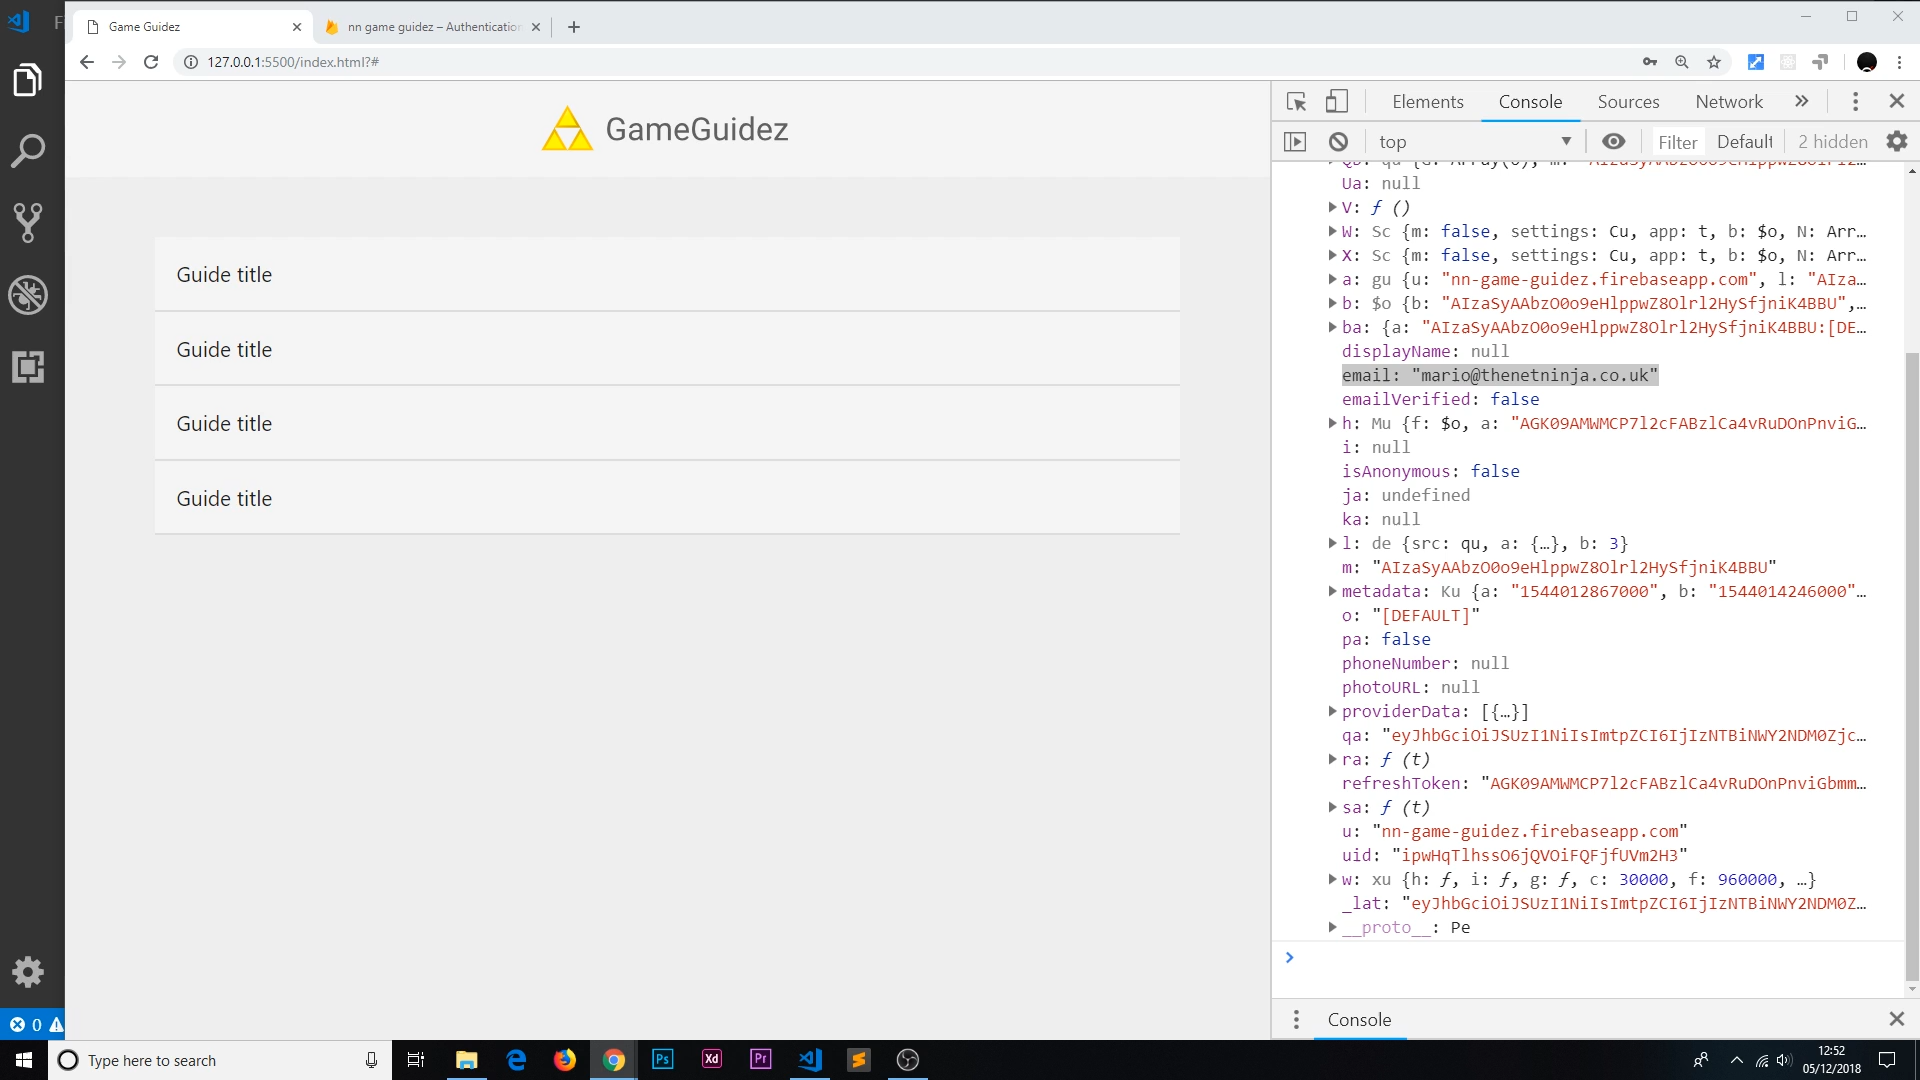 F
Game Guidez
nn game guidez – Authentication
127.0.0.1:5500/index.html?#
GameGuidez
Guide title
Guide title
Guide title
Guide title
Elements
Console
Sources
Network
top
Filter
Default
2 hidden
Ua: null
V: ƒ ()
W: Sc {m: false, settings: Cu, app: t, b: $o, N: Arr…
X: Sc {m: false, settings: Cu, app: t, b: $o, N: Arr…
a: gu {u: "nn-game-guidez.firebaseapp.com", l: "AIza…
b: $o {b: "AIzaSyAAbzO0o9eHlppwZ8Olrl2HySfjniK4BBU",…
ba: {a: "AIzaSyAAbzO0o9eHlppwZ8Olrl2HySfjniK4BBU:[DE…
displayName: null
email: "mario@thenetninja.co.uk"
emailVerified: false
h: Mu {f: $o, a: "AGK09AMWMCP7l2cFABzlCa4vRuDOnPnviG…
i: null
isAnonymous: false
ja: undefined
ka: null
l: de {src: qu, a: {…}, b: 3}
m: "AIzaSyAAbzO0o9eHlppwZ8Olrl2HySfjniK4BBU"
metadata: Ku {a: "1544012867000", b: "1544014246000"…
o: "[DEFAULT]"
pa: false
phoneNumber: null
photoURL: null
providerData: [{…}]
qa: "eyJhbGciOiJSUzI1NiIsImtpZCI6IjIzNTBiNWY2NDM0Zjc…
ra: ƒ (t)
refreshToken: "AGK09AMWMCP7l2cFABzlCa4vRuDOnPnviGbmm…
sa: ƒ (t)
u: "nn-game-guidez.firebaseapp.com"
uid: "ipwHqTlhssO6jQVOiFQFjfUVm2H3"
w: xu {h: ƒ, i: ƒ, g: ƒ, c: 30000, f: 960000, …}
_lat: "eyJhbGciOiJSUzI1NiIsImtpZCI6IjIzNTBiNWY2NDM0Z…
__proto__: Pe
Console
0
Type here to search
Ps
Xd
Pr
12:52
05/12/2018